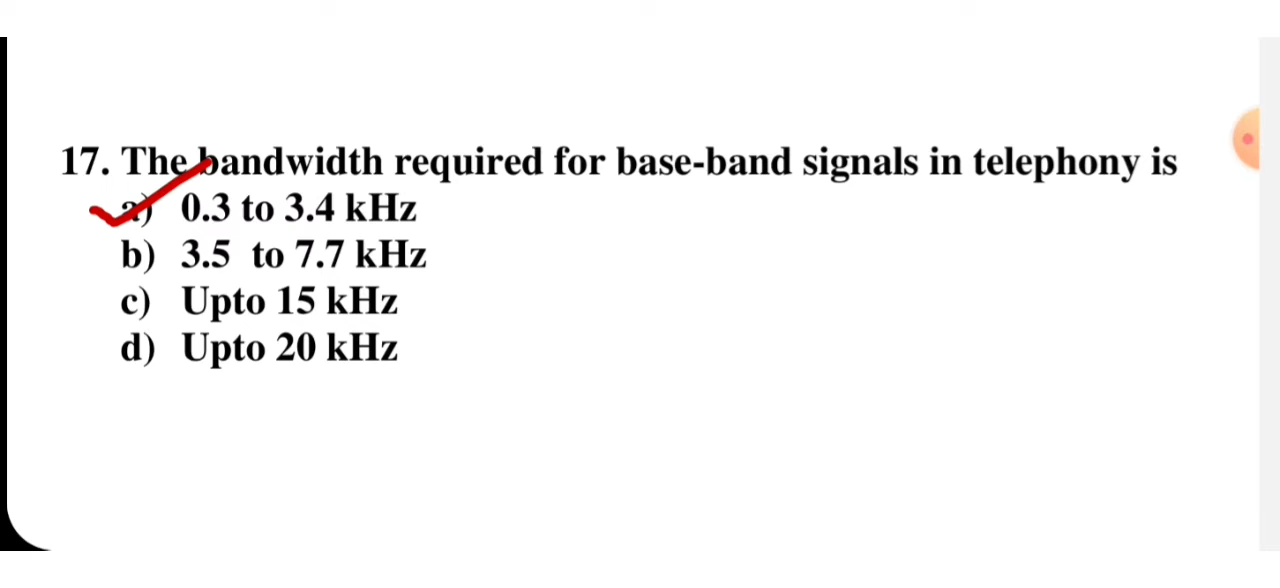 17. The bandwidth required for base-band signals in telephony is
a) 0.3 to 3.4 kHz
b) 3.5 to 7.7 kHz
c) Upto 15 kHz
d) Upto 20 kHz